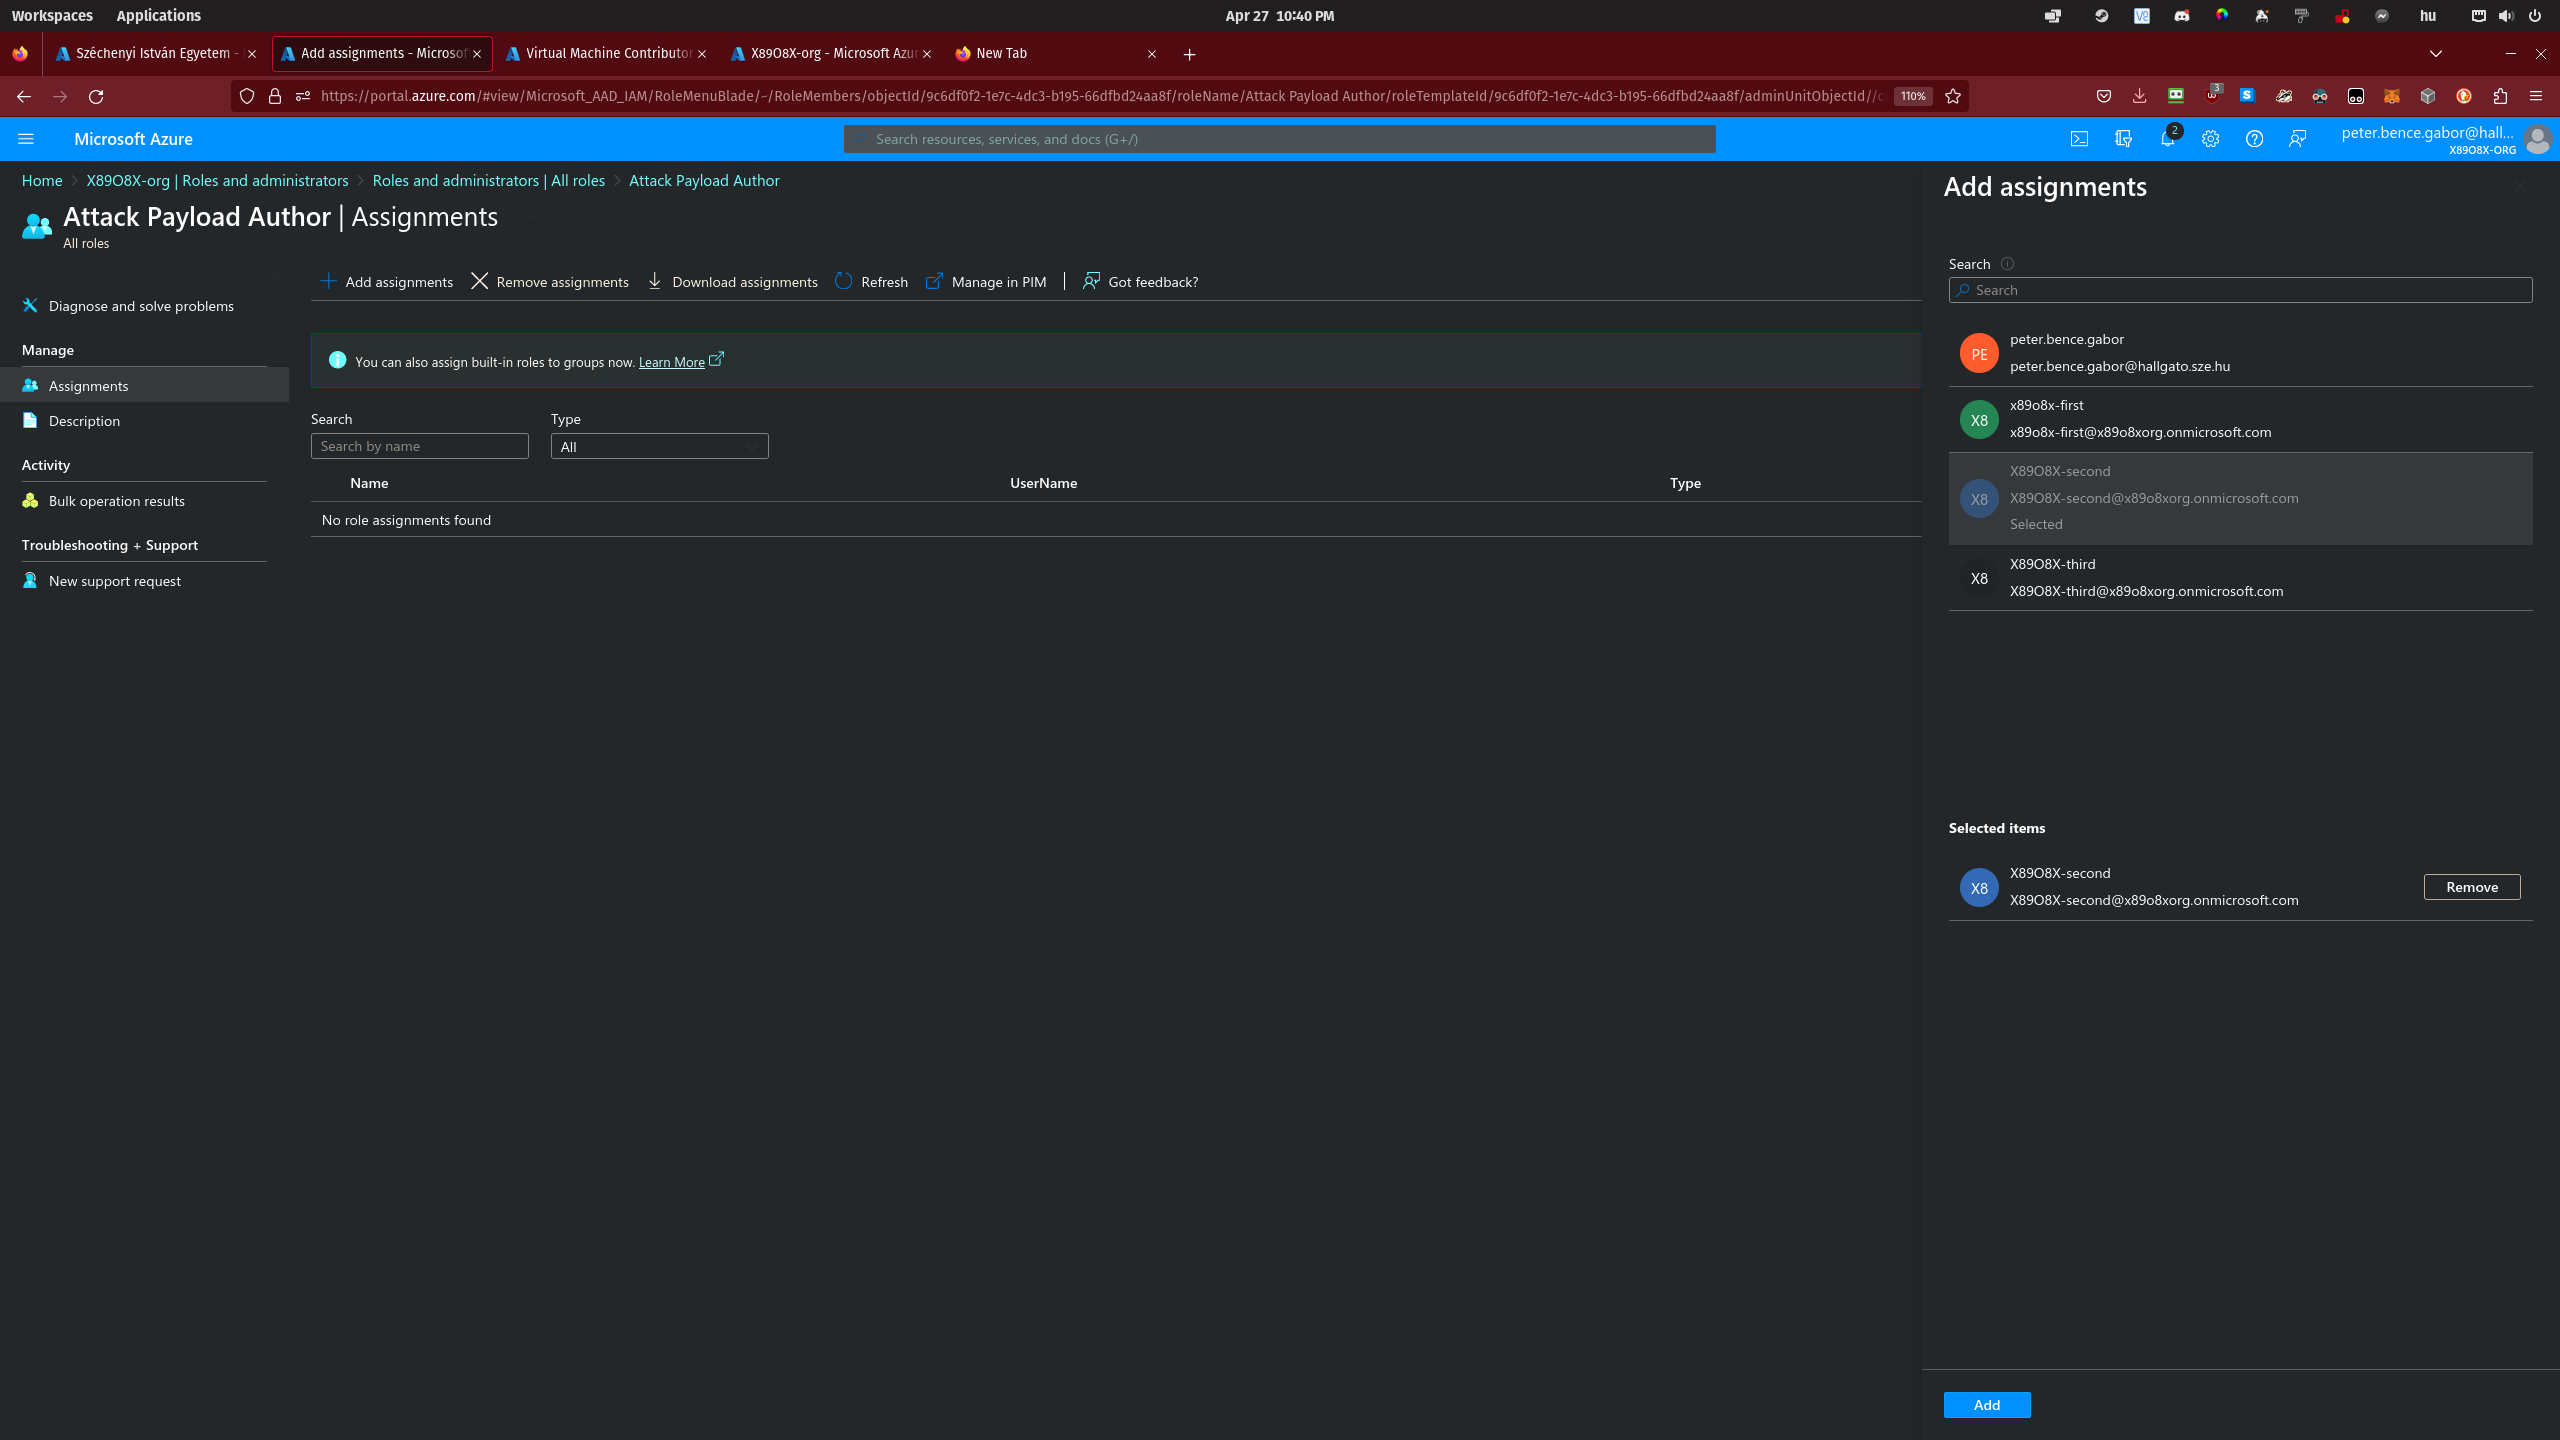 Workspaces Applications Apr 27 10:40 PM hu
Széchenyi István Egyetem - Add assignments - Microsof Virtual Machine Contributor X89O8X-org - Microsoft Azur New Tab
https://portal.azure.com/#view/Microsoft_AAD_IAM/RoleMenuBlade/~/RoleMembers/objectId/9c6df0f2-1e7c-4dc3-b195-66dfbd24aa8f/roleName/Attack Payload Author/roleTemplateId/9c6df0f2-1e7c-4dc3-b195-66dfbd24aa8f/adminUnitObjectId//c 110% 3
Microsoft Azure Search resources, services, and docs (G+/) 2 peter.bence.gabor@hall...
X89O8X-ORG
Home X89O8X-org | Roles and administrators Roles and administrators | All roles Attack Payload Author
Attack Payload Author | Assignments
All roles
Diagnose and solve problems
Manage
Assignments
Description
Activity
Bulk operation results
Troubleshooting + Support
New support request
Add assignments Remove assignments Download assignments Refresh Manage in PIM Got feedback?
You can also assign built-in roles to groups now. Learn More
Search Type
Search by name All
Name UserName Type
No role assignments found
Add assignments
Search
Search
PE peter.bence.gabor
peter.bence.gabor@hallgato.sze.hu
X8 x89o8x-first
x89o8x-first@x89o8xorg.onmicrosoft.com
X8 X89O8X-second
X89O8X-second@x89o8xorg.onmicrosoft.com
Selected
X8 X89O8X-third
X89O8X-third@x89o8xorg.onmicrosoft.com
Selected items
X8 X89O8X-second
X89O8X-second@x89o8xorg.onmicrosoft.com
Remove
Add